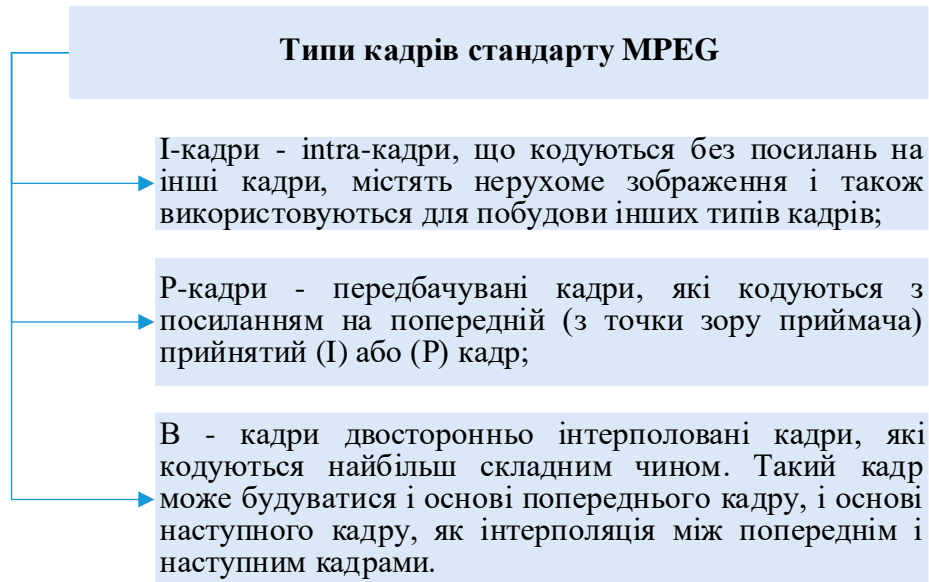 Типи кадрів стандарту MPEG
І-кадри - intra-кадри, що кодуються без посилань на
інші кадри, містять нерухоме зображення і також
використовуються для побудови інших типів кадрів;
Р-кадри - передбачувані кадри, які кодуються з
посиланням на попередній (з точки зору приймача)
прийнятий (І) або (Р) кадр;
В - кадри двосторонньо інтерполовані кадри, які
кодуються найбільш складним чином. Такий кадр
може будуватися і основі попереднього кадру, і основі
наступного кадру, як інтерполяція між попереднім і
наступним кадрами.